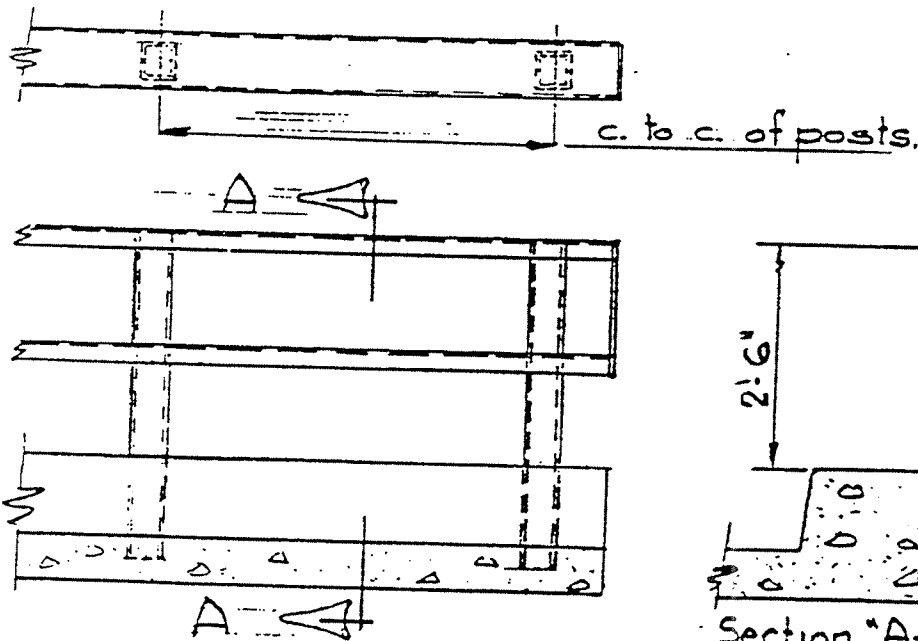 c. to c. of posts.
A
2'-6"
A
Section "A-